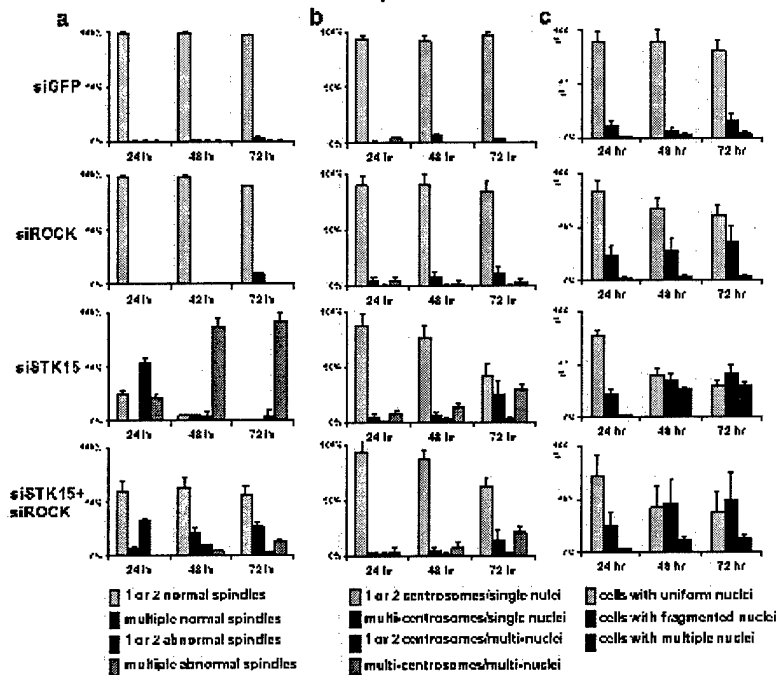 a b c
siGFP
24 hr 48 hr 72 hr 24 hr 48 hr 72 hr 24 hr 48 hr 72 hr
siROCK
24 hr 48 hr 72 hr 24 hr 48 hr 72 hr 24 hr 48 hr 72 hr
siSTK15
24 hr 48 hr 72 hr 24 hr 48 hr 72 hr 24 hr 48 hr 72 hr
siSTK15+
siROCK
24 hr 48 hr 72 hr 24 hr 48 hr 72 hr 24 hr 48 hr 72 hr
1 or 2 normal spindles
multiple normal spindles
1 or 2 abnormal spindles
multiple abnormal spindles
1 or 2 centrosomes/single nuclei
multi-centrosomes/single nuclei
1 or 2 centrosomes/multi-nuclei
multi-centrosomes/multi-nuclei
cells with uniform nuclei
cells with fragmented nuclei
cells with multiple nuclei